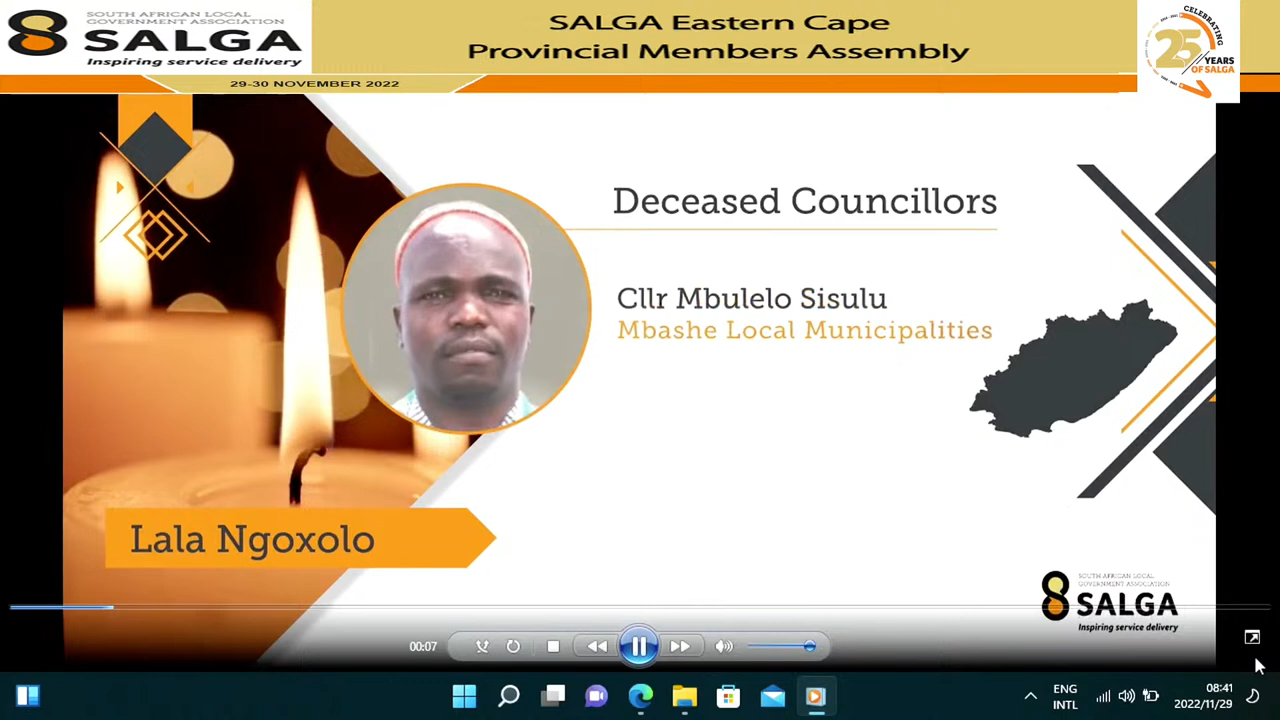 SOUTH AFRICAN LOCAL
GOVERNMENT ASSOCIATION
SALGA
Inspiring service delivery
SALGA Eastern Cape
Provincial Members Assembly
29-30 NOVEMBER 2022
CELEBRATING
25 YEARS
OF SALGA
Deceased Councillors
Cllr Mbulelo Sisulu
Mbashe Local Municipalities
Lala Ngoxolo
SOUTH AFRICAN LOCAL
GOVERNMENT ASSOCIATION
SALGA
Inspiring service delivery
00:07
ENG
INTL
08:41
2022/11/29